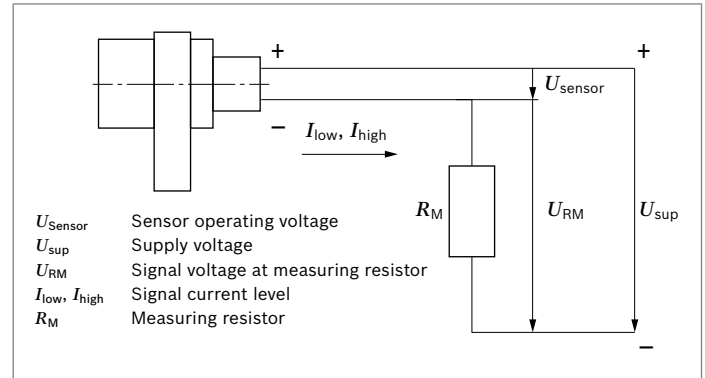 +
+
U_sensor
–
I_low, I_high
R_M
U_RM
U_sup
U_Sensor Sensor operating voltage
U_sup Supply voltage
U_RM Signal voltage at measuring resistor
I_low, I_high Signal current level
R_M Measuring resistor
–